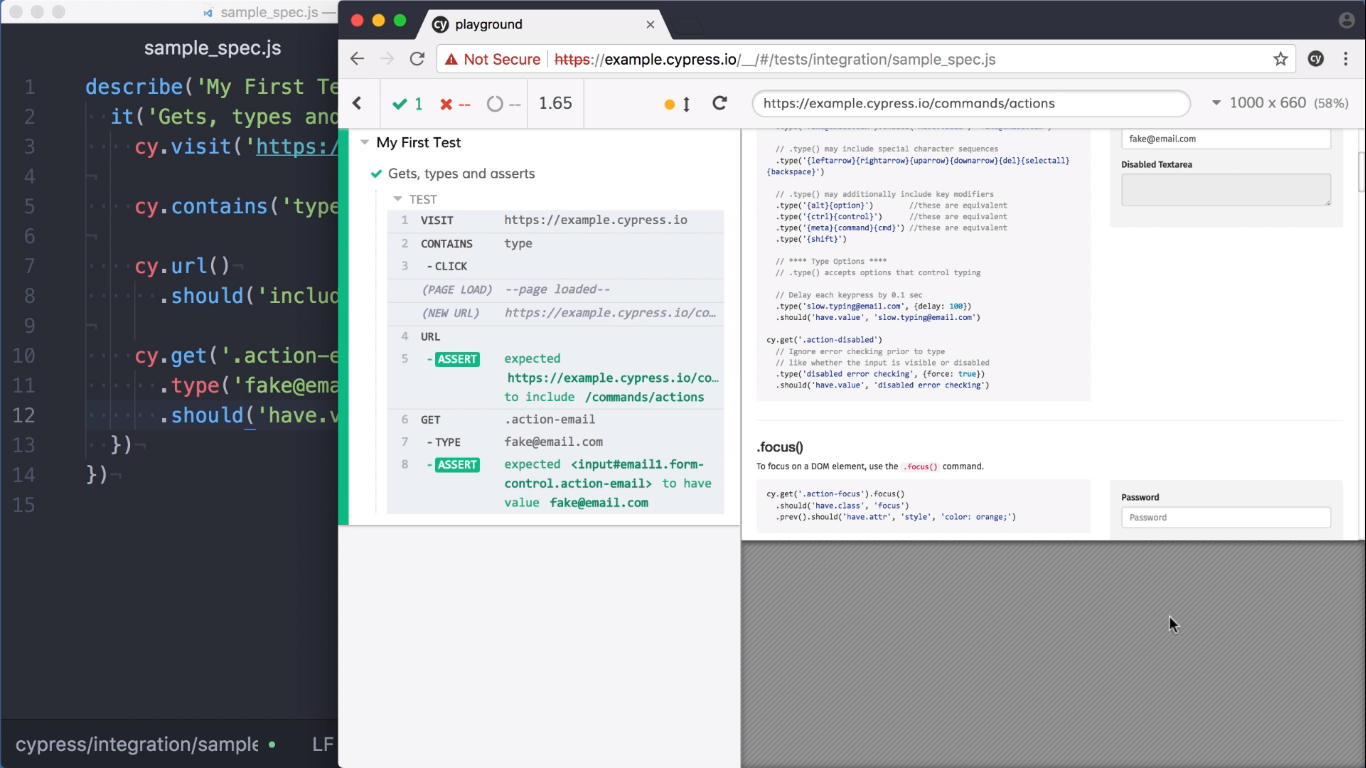 sample_spec.js —
sample_spec.js
1 describe('My First Te
2 it('Gets, types and
3 cy.visit('https:/
4 ¬
5 cy.contains('type
6 ¬
7 cy.url()¬
8 .should('includ
9 ¬
10 cy.get('.action-e
11 .type('fake@ema
12 .should('have.v
13 })¬
14 })¬
15
cypress/integration/sample LF
cy playground ×
Not Secure https://example.cypress.io/__/#/tests/integration/sample_spec.js cy
1 -- -- 1.65 https://example.cypress.io/commands/actions 1000 x 660 (58%)
My First Test
Gets, types and asserts
TEST
1 VISIT https://example.cypress.io
2 CONTAINS type
3 - CLICK
(PAGE LOAD) --page loaded--
(NEW URL) https://example.cypress.io/co…
4 URL
5 - ASSERT expected
https://example.cypress.io/co…
to include /commands/actions
6 GET .action-email
7 - TYPE fake@email.com
8 - ASSERT expected <input#email1.form-
control.action-email> to have
value fake@email.com
// .type() may include special character sequences
.type('{leftarrow}{rightarrow}{uparrow}{downarrow}{del}{selectall}
{backspace}')
// .type() may additionally include key modifiers
.type('{alt}{option}') //these are equivalent
.type('{ctrl}{control}') //these are equivalent
.type('{meta}{command}{cmd}') //these are equivalent
.type('{shift}')
// **** Type Options ****
// .type() accepts options that control typing
// Delay each keypress by 0.1 sec
.type('slow.typing@email.com', {delay: 100})
.should('have.value', 'slow.typing@email.com')
cy.get('.action-disabled')
// Ignore error checking prior to type
// like whether the input is visible or disabled
.type('disabled error checking', {force: true})
.should('have.value', 'disabled error checking')
fake@email.com
Disabled Textarea
.focus()
To focus on a DOM element, use the .focus() command.
cy.get('.action-focus').focus()
.should('have.class', 'focus')
.prev().should('have.attr', 'style', 'color: orange;')
Password
Password